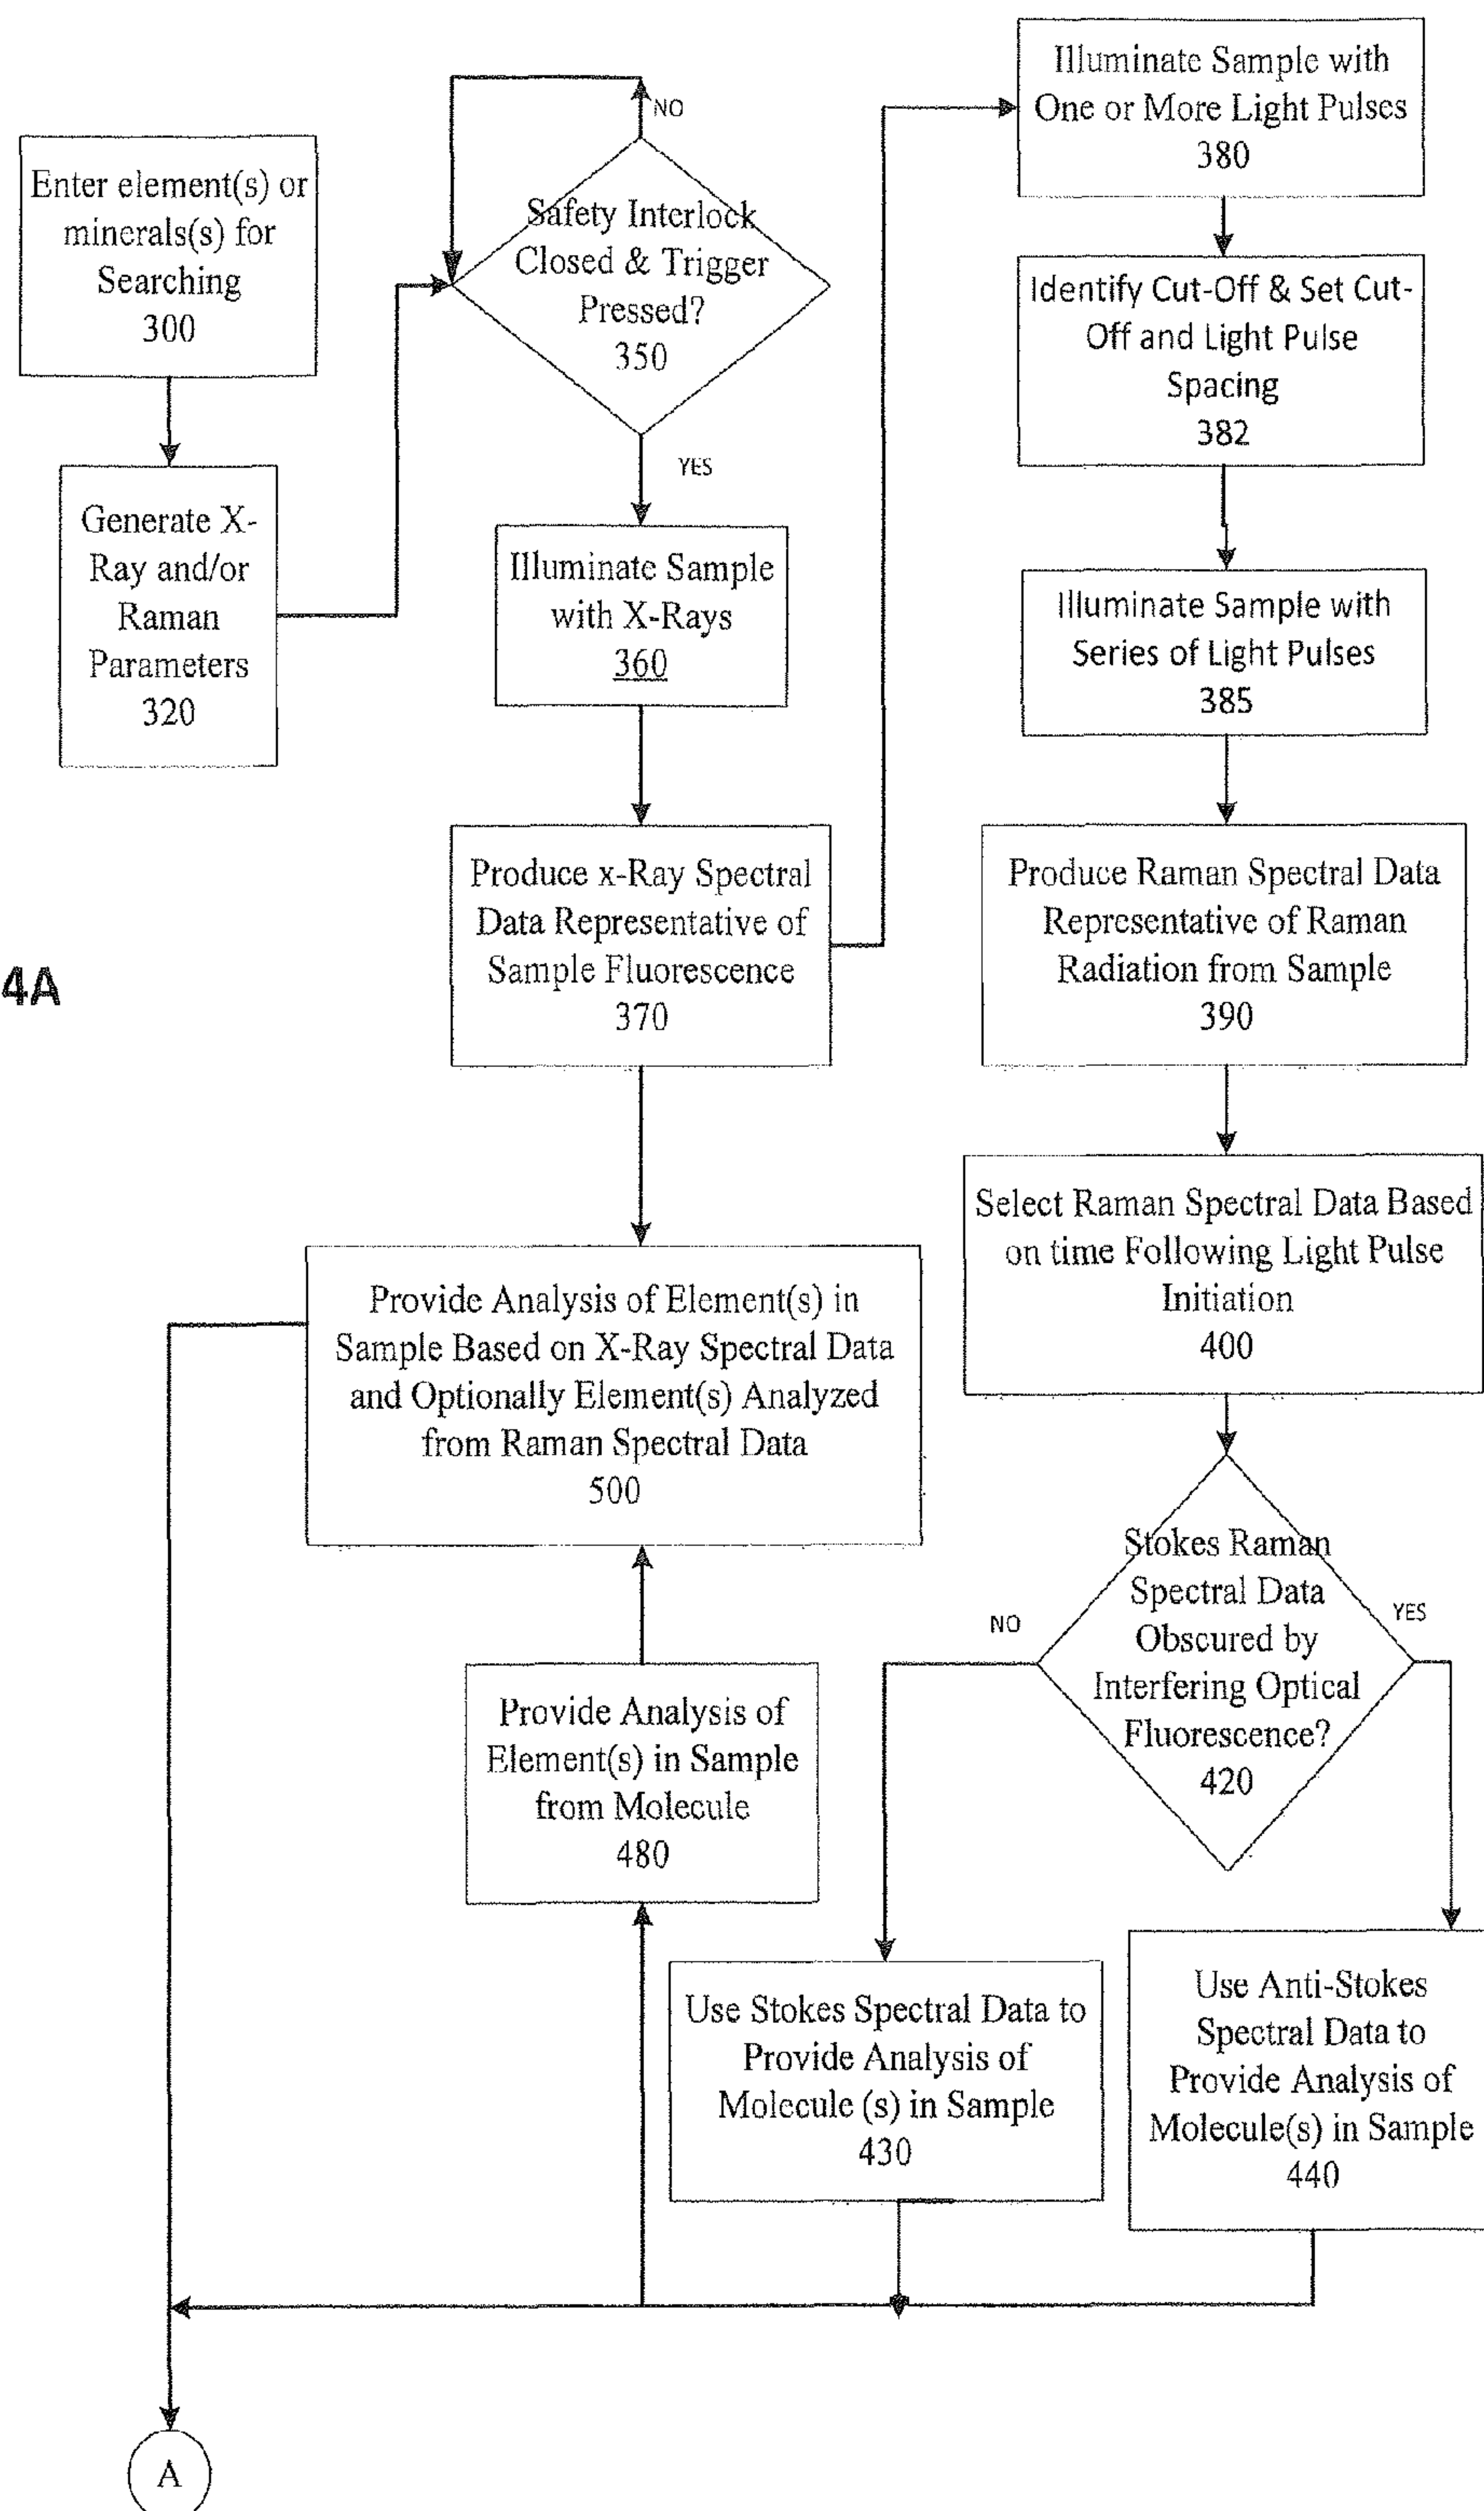 Enter element(s) or
minerals(s) for
Searching
300
Generate X-
Ray and/or
Raman
Parameters
320
NO
Safety Interlock
Closed & Trigger
Pressed?
350
YES
Illuminate Sample
with X-Rays
360
Produce x-Ray Spectral
Data Representative of
Sample Fluorescence
370
Illuminate Sample with
One or More Light Pulses
380
Identify Cut-Off & Set Cut-
Off and Light Pulse
Spacing
382
Illuminate Sample with
Series of Light Pulses
385
Produce Raman Spectral Data
Representative of Raman
Radiation from Sample
390
4A
Select Raman Spectral Data Based
on time Following Light Pulse
Initiation
400
Provide Analysis of Element(s) in
Sample Based on X-Ray Spectral Data
and Optionally Element(s) Analyzed
from Raman Spectral Data
500
Stokes Raman
Spectral Data
Obscured by
Interfering Optical
Fluorescence?
420
NO
YES
Provide Analysis of
Element(s) in Sample
from Molecule
480
Use Stokes Spectral Data to
Provide Analysis of
Molecule (s) in Sample
430
Use Anti-Stokes
Spectral Data to
Provide Analysis of
Molecule(s) in Sample
440
A